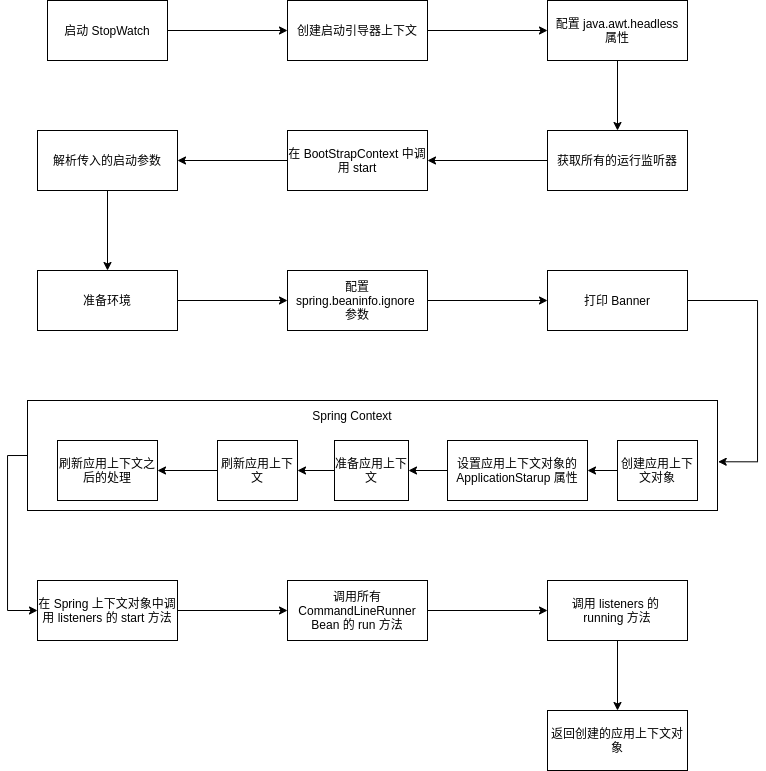 启动 StopWatch
创建启动引导器上下文
配置 java.awt.headless
属性
获取所有的运行监听器
在 BootStrapContext 中调
用 start
解析传入的启动参数
准备环境
配置
spring.beaninfo.ignore
参数
打印 Banner
Spring Context
创建应用上下
文对象
设置应用上下文对象的
ApplicationStarup 属性
准备应用上下
文
刷新应用上下
文
刷新应用上下文之
后的处理
在 Spring 上下文对象中调
用 listeners 的 start 方法
调用所有
CommandLineRunner
Bean 的 run 方法
调用 listeners 的
running 方法
返回创建的应用上下文对
象